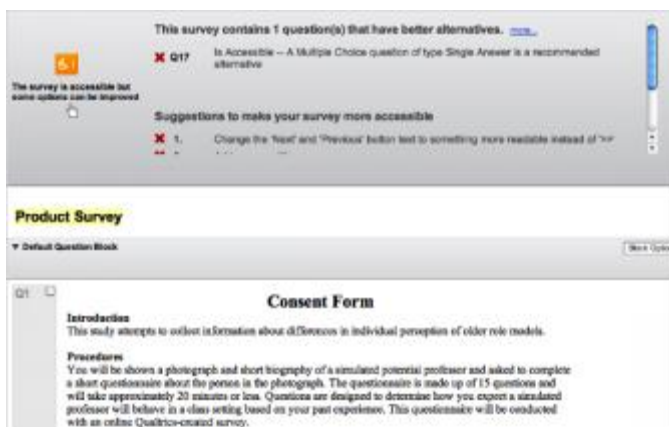 This survey contains 1 question(s) that have better alternatives. more...
Q17 Is Accessible -- A Multiple Choice question of type Single Answer is a recommended
alternative
The survey is accessible but
some options can be improved
Suggestions to make your survey more accessible
1. Change the 'Next' and 'Previous' button text to something more readable instead of '>>'
Product Survey
Default Question Block
Block
Q1
Consent Form
Introduction
This study attempts to collect information about differences in individual perception of older role models.
Procedures
You will be shown a photograph and short biography of a simulated potential professor and asked to complete
a short questionnaire about the person in the photograph. The questionnaire is made up of 15 questions and
will take approximately 20 minutes or less. Questions are designed to determine how you expect a simulated
professor will behave in a class setting based on your past experience. This questionnaire will be conducted
with an online Qualtrics-created survey.